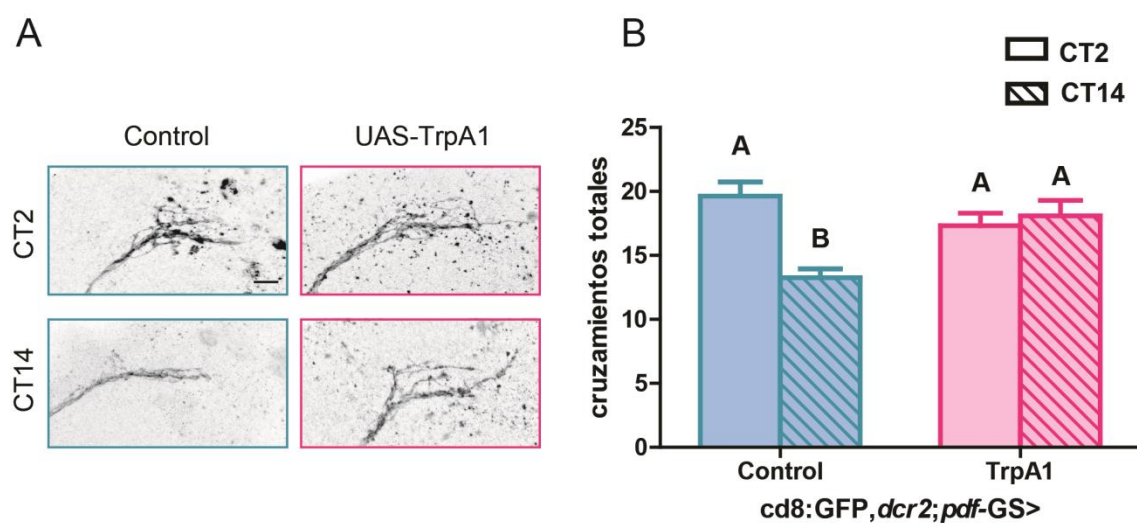 A
Control
UAS-TrpA1
CT2
CT14
B
CT2
CT14
cruzamientos totales
25
20
15
10
5
0
A
B
A
A
Control
TrpA1
cd8:GFP,dcr2;pdf-GS>